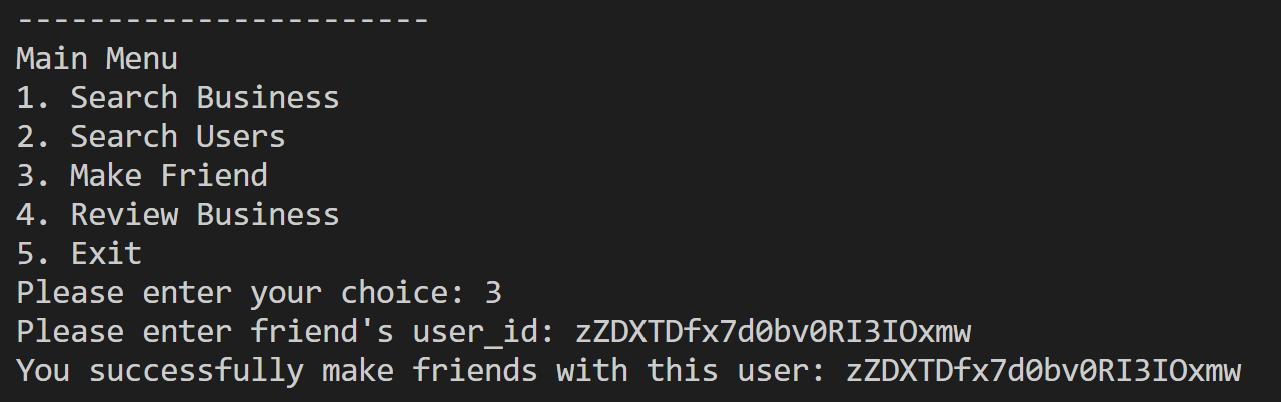 -----------------------
Main Menu
1. Search Business
2. Search Users
3. Make Friend
4. Review Business
5. Exit
Please enter your choice: 3
Please enter friend's user_id: zZDXTDfx7d0bv0RI3IOxmw
You successfully make friends with this user: zZDXTDfx7d0bv0RI3IOxmw